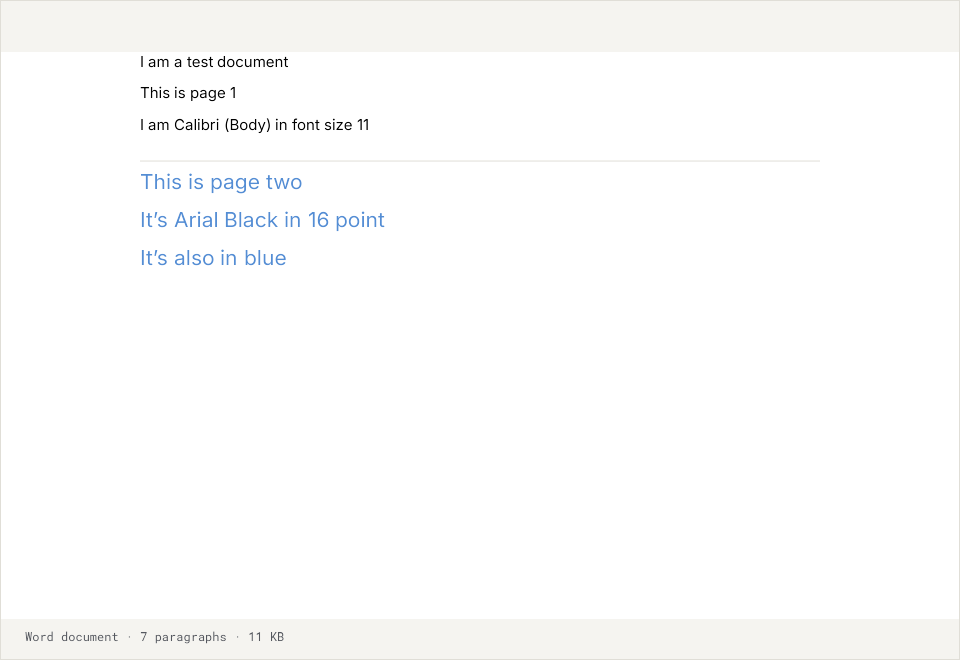 I am a test document
This is page 1
I am Calibri (Body) in font size 11
This is page two
It’s Arial Black in 16 point
It’s also in blue
Word document · 7 paragraphs · 11 KB